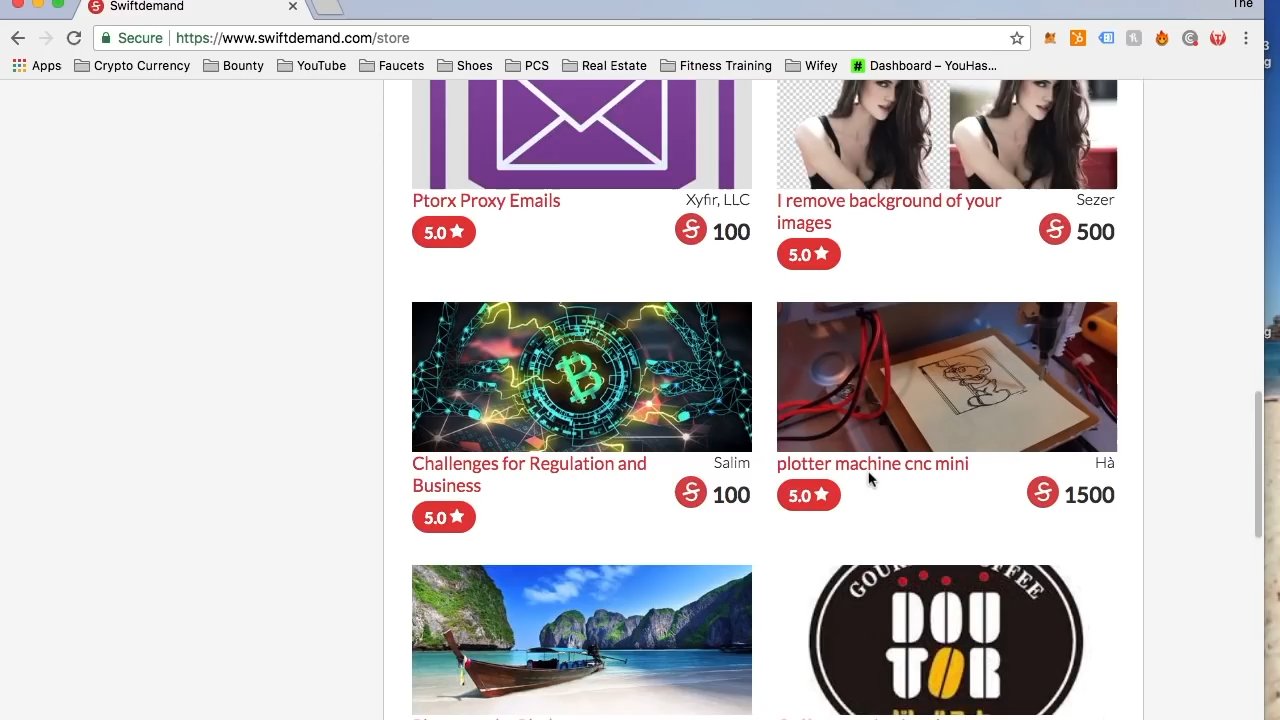 Swiftdemand
The
Secure
https://www.swiftdemand.com/store
Apps
Crypto Currency
Bounty
YouTube
Faucets
Shoes
PCS
Real Estate
Fitness Training
Wifey
# Dashboard – YouHas...
Ptorx Proxy Emails
Xyfir, LLC
5.0
100
I remove background of your
images
Sezer
5.0
500
Challenges for Regulation and
Business
Salim
5.0
100
plotter machine cnc mini
Hà
5.0
1500
DOU
TOR